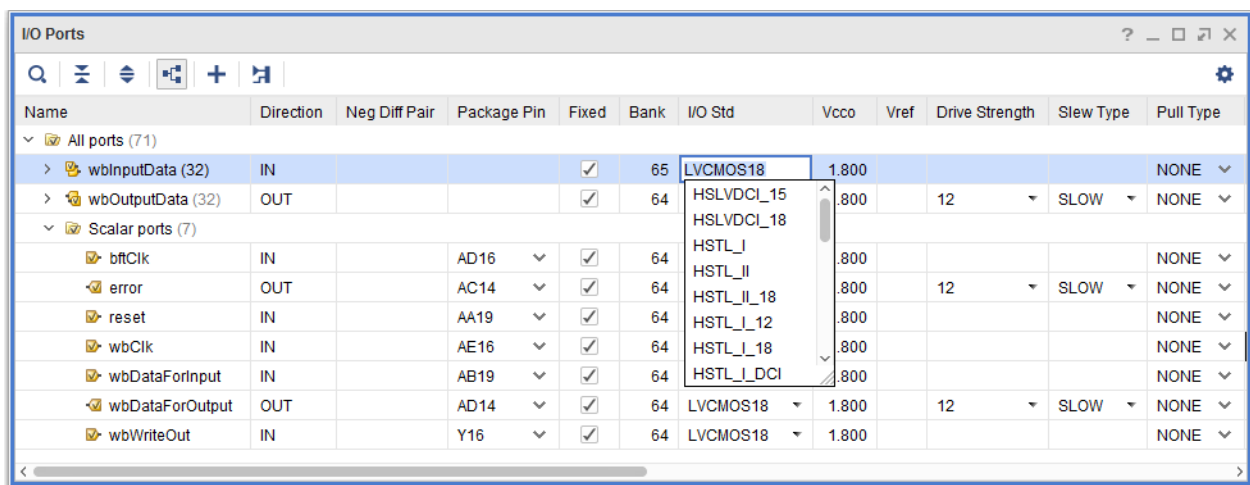 I/O Ports
Name Direction Neg Diff Pair Package Pin Fixed Bank I/O Std Vcco Vref Drive Strength Slew Type Pull Type
All ports (71)
wbInputData (32) IN 65 LVCMOS18 1.800 NONE
wbOutputData (32) OUT 64 HSLVDCI_15 .800 12 SLOW NONE
HSLVDCI_18
Scalar ports (7)
HSTL_I
bftClk IN AD16 64 .800 NONE
HSTL_II
error OUT AC14 64 HSTL_II_18 .800 12 SLOW NONE
reset IN AA19 64 HSTL_I_12 .800 NONE
wbClk IN AE16 64 HSTL_I_18 .800 NONE
wbDataForInput IN AB19 64 HSTL_I_DCI .800 NONE
wbDataForOutput OUT AD14 64 LVCMOS18 1.800 12 SLOW NONE
wbWriteOut IN Y16 64 LVCMOS18 1.800 NONE